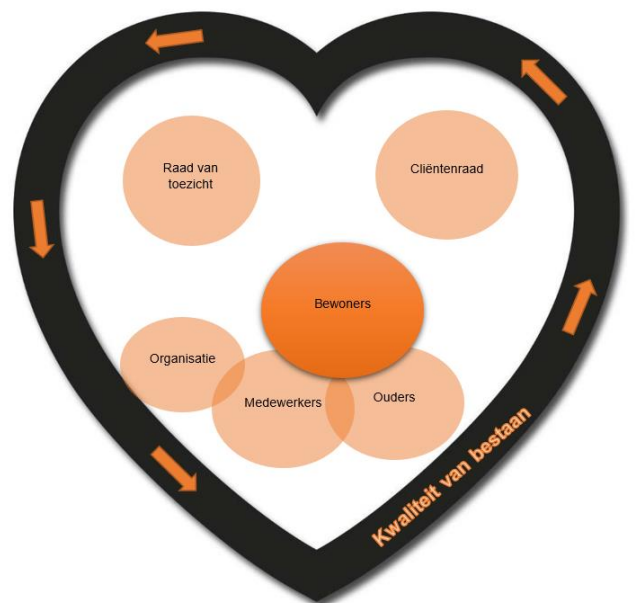 Raad van
toezicht
Cliëntenraad
Bewoners
Organisatie
Medewerkers
Ouders
Kwaliteit van bestaan